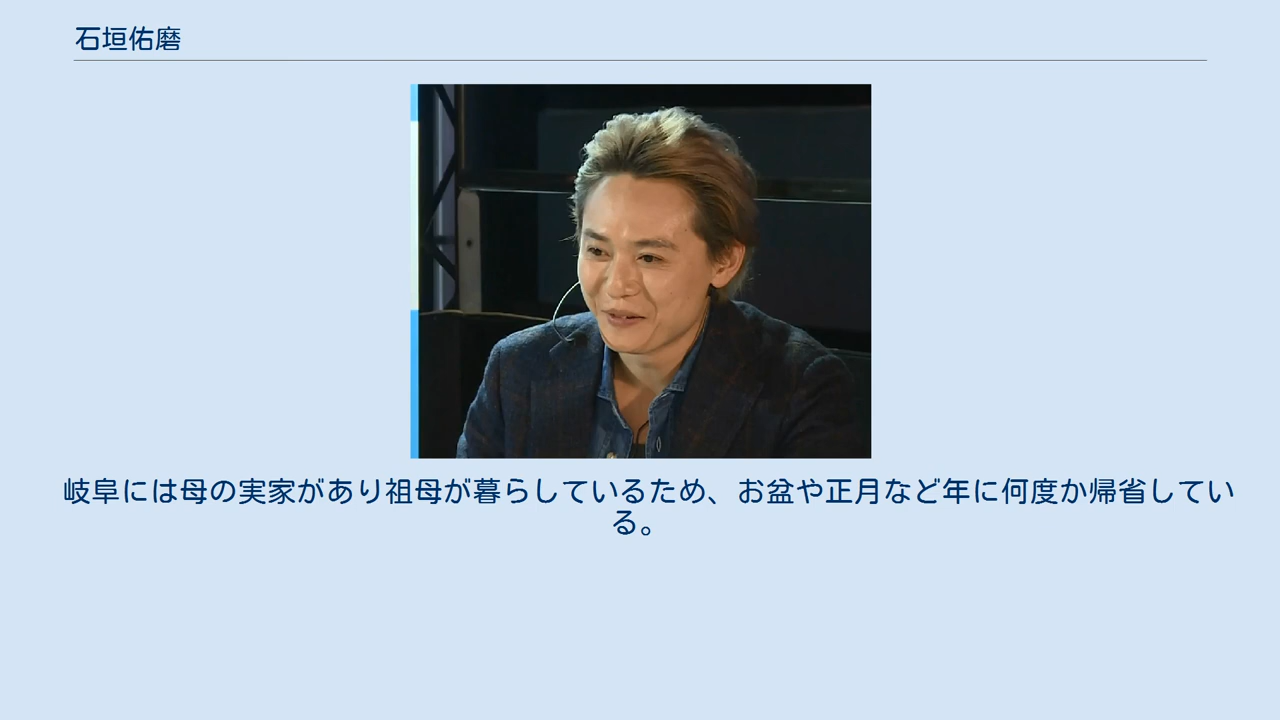 石垣佑磨
岐阜には母の実家があり祖母が暮らしているため、お盆や正月など年に何度か帰省してい
る。